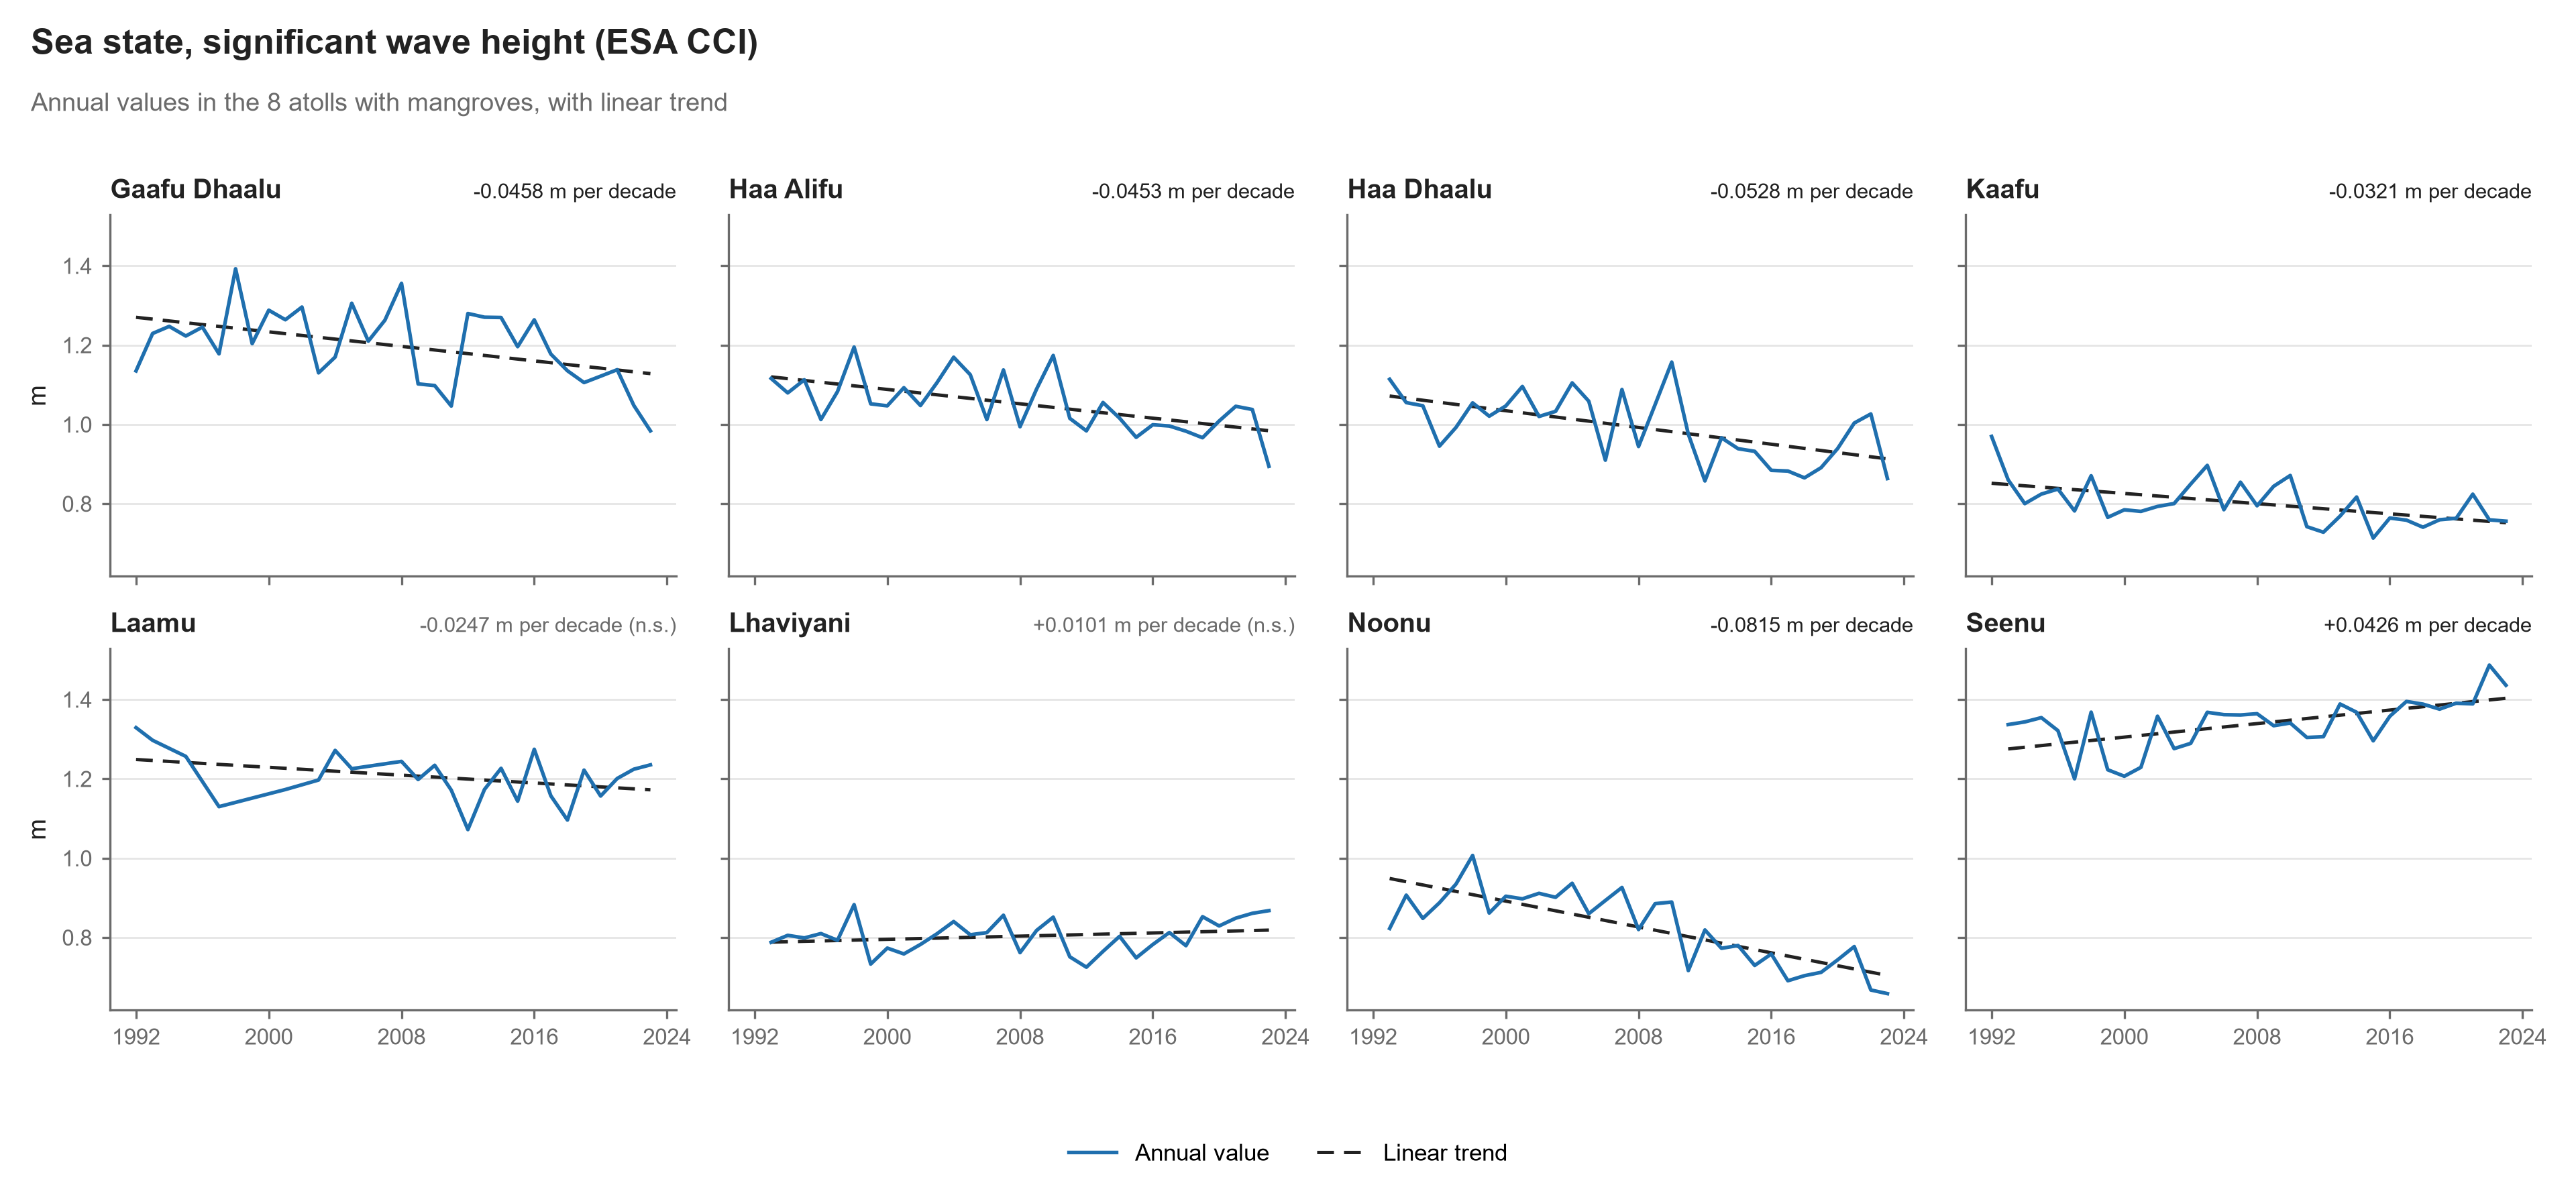 Sea state, significant wave height (ESA CCI)
Annual values in the 8 atolls with mangroves, with linear trend
Gaafu Dhaalu -0.0458 m per decade
Haa Alifu -0.0453 m per decade
Haa Dhaalu -0.0528 m per decade
Kaafu -0.0321 m per decade
1.4
1.2
1.0
0.8
m
Laamu -0.0247 m per decade (n.s.)
Lhaviyani +0.0101 m per decade (n.s.)
Noonu -0.0815 m per decade
Seenu +0.0426 m per decade
1.4
1.2
1.0
0.8
m
1992 2000 2008 2016 2024
1992 2000 2008 2016 2024
1992 2000 2008 2016 2024
1992 2000 2008 2016 2024
Annual value Linear trend